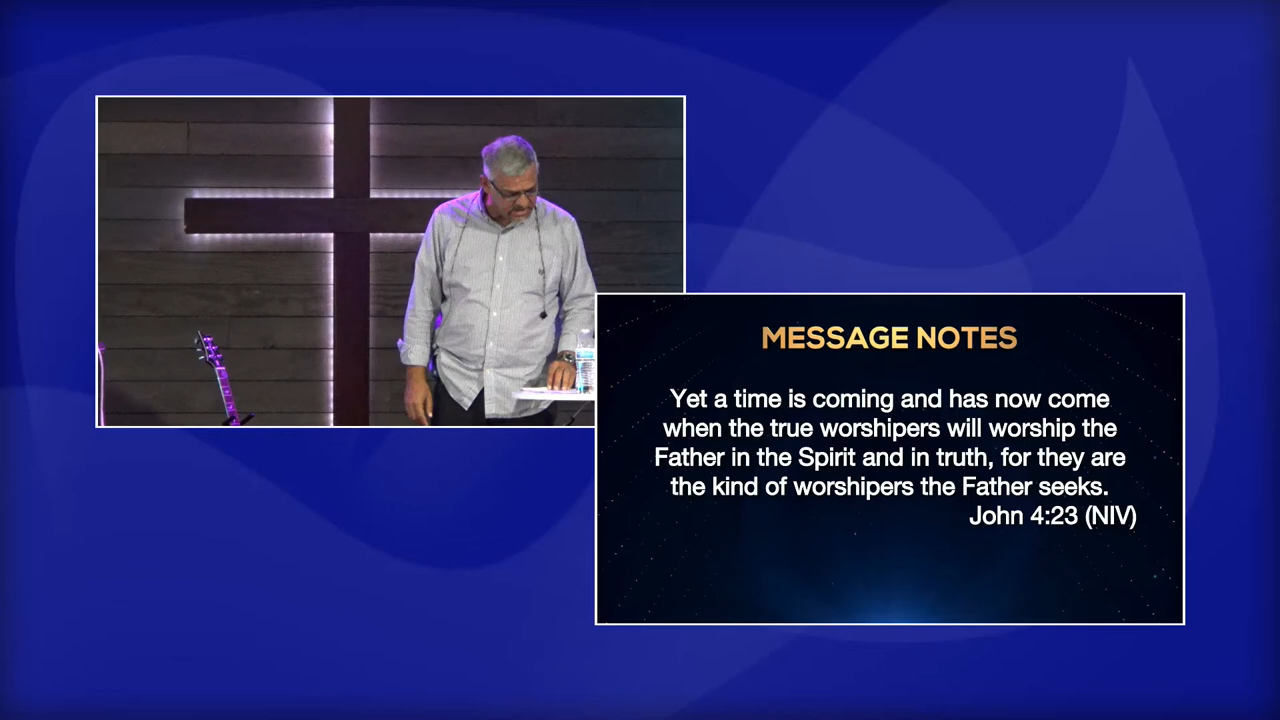 MESSAGE NOTES
Yet a time is coming and has now come
when the true worshipers will worship the
Father in the Spirit and in truth, for they are
the kind of worshipers the Father seeks.
John 4:23 (NIV)